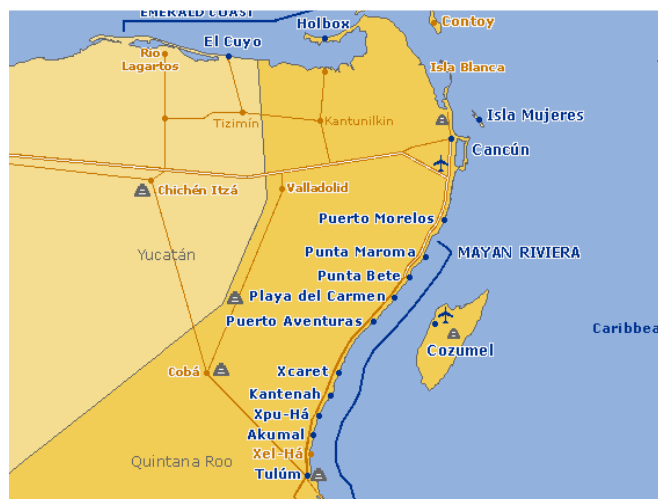 EMERALD COAST
Holbox
Contoy
El Cuyo
Río
Lagartos
Isla Blanca
Tizimín
Kantunilkin
Isla Mujeres
Cancún
Chichén Itzá
Valladolid
Puerto Morelos
Yucatán
Punta Maroma
MAYAN RIVIERA
Punta Bete
Playa del Carmen
Puerto Aventuras
Caribbea
Cozumel
Cobá
Xcaret
Kantenah
Xpu-Há
Akumal
Xel-Há
Quintana Roo
Tulúm